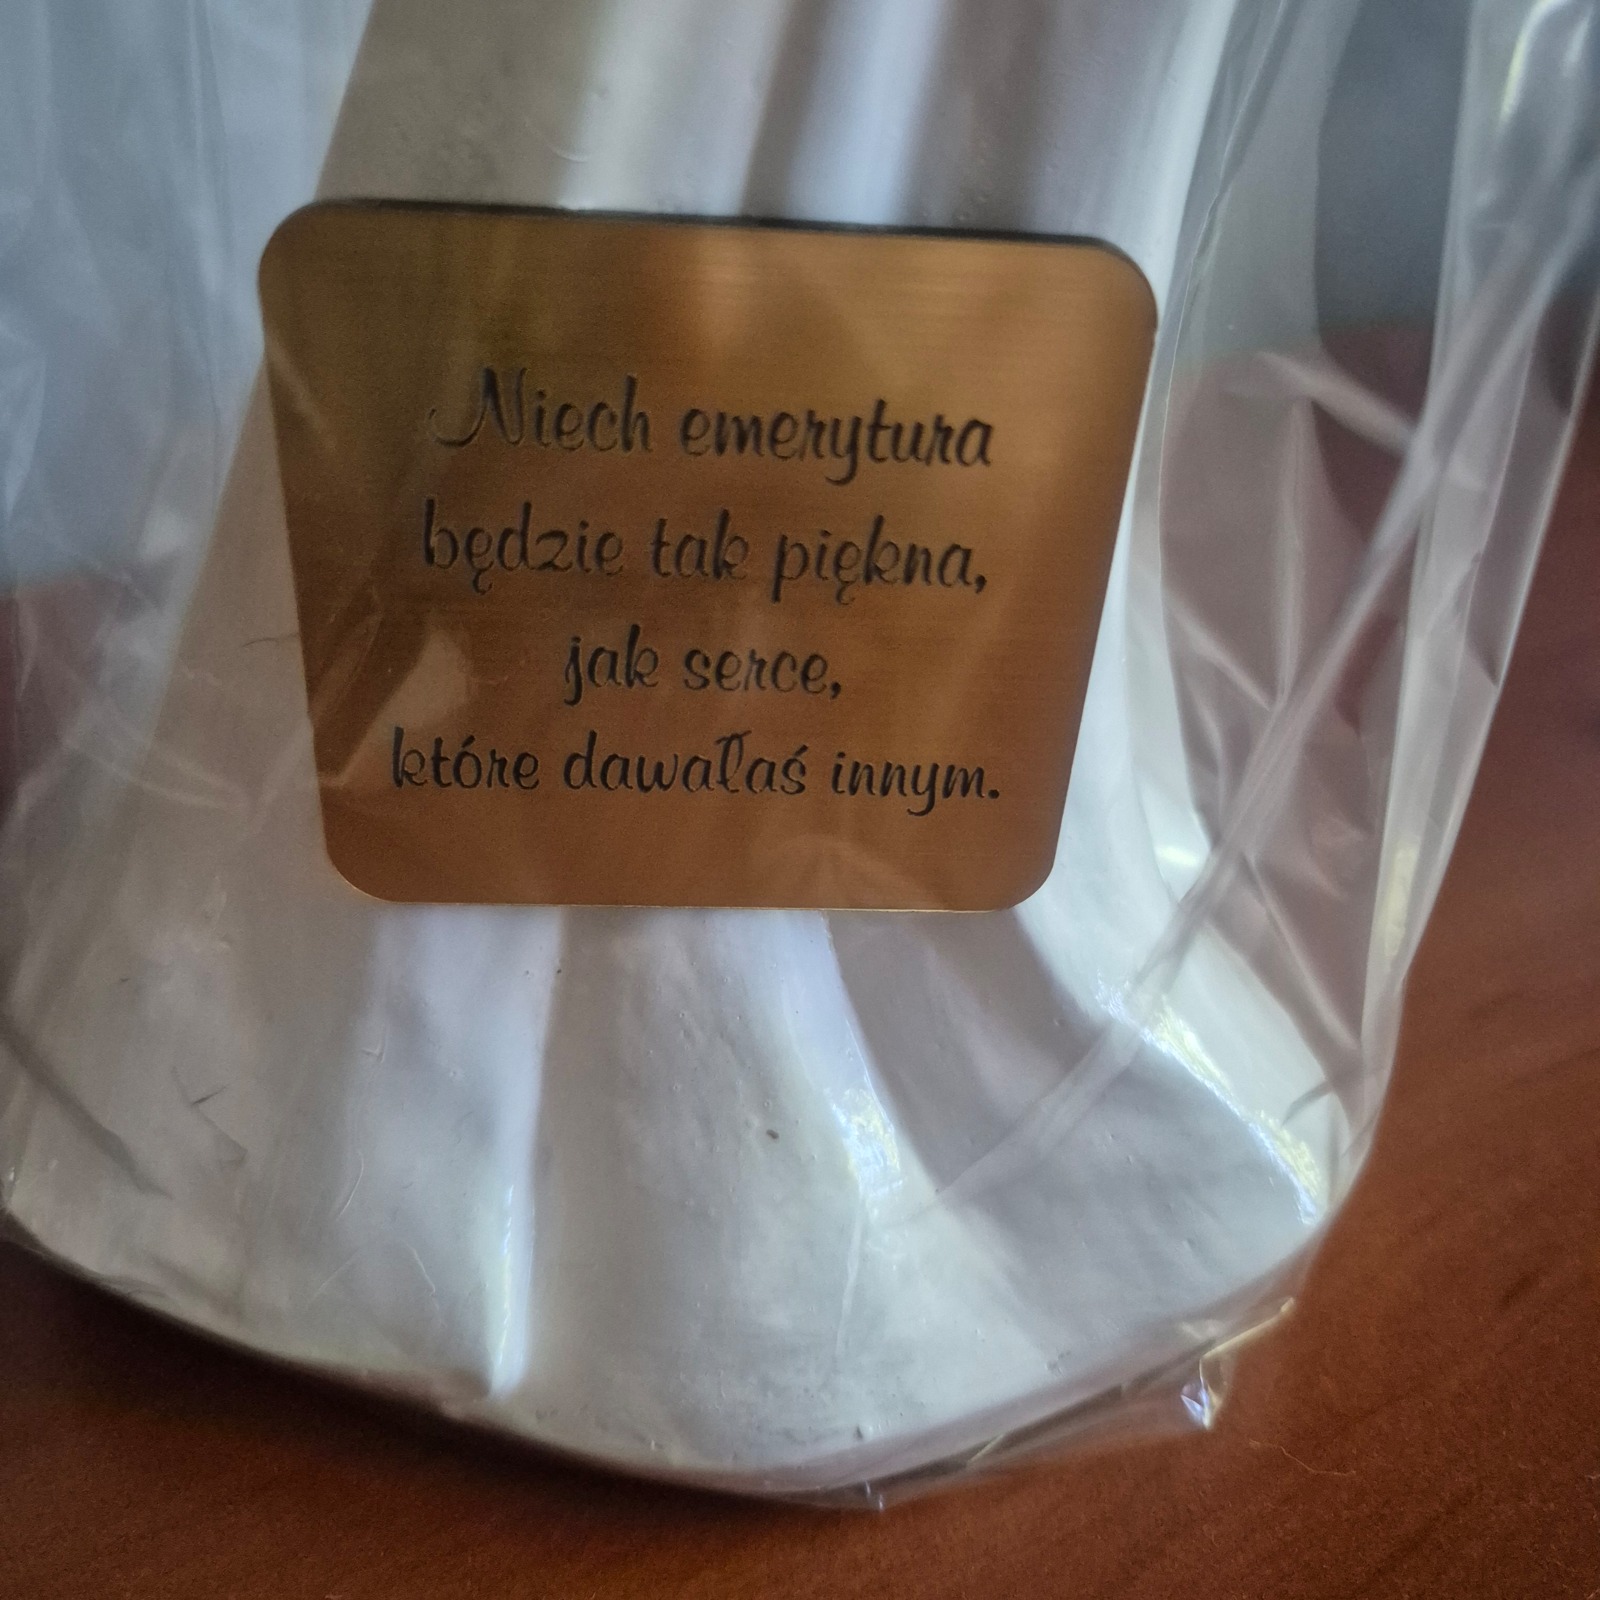 Niech emerytura
będzie tak piękna,
jak serce,
które dawałaś innym.